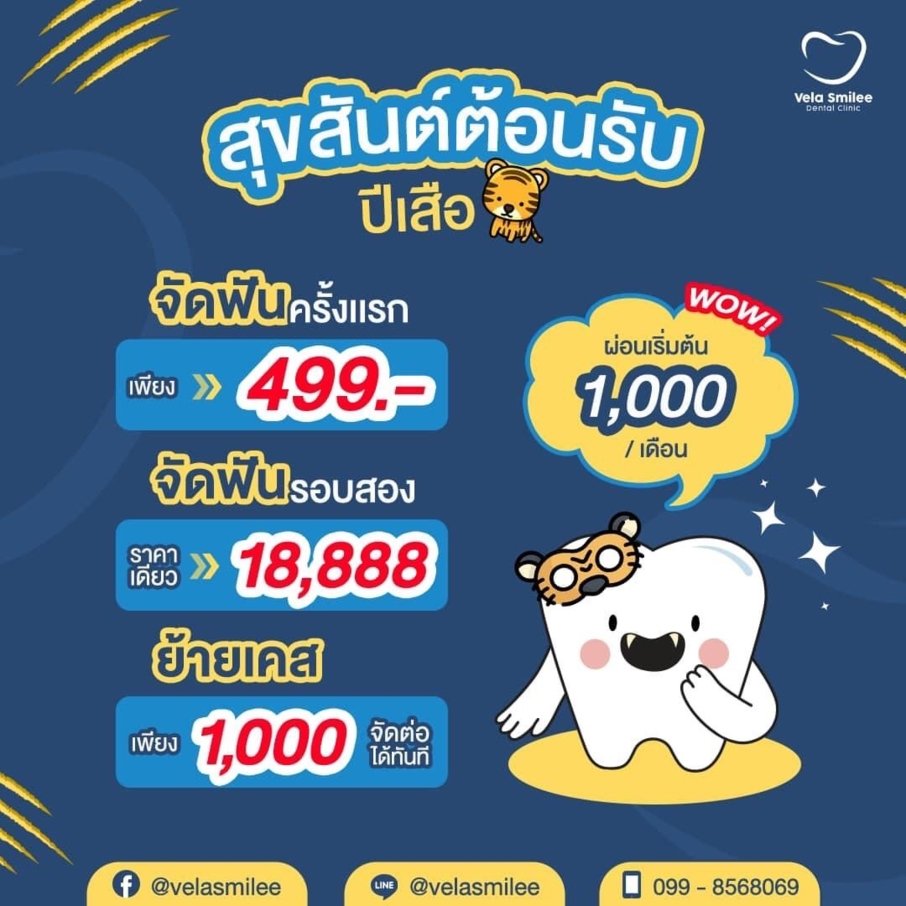 Vela Smilee
Dental Clinic
สุขสันต์ต้อนรับ
ปีเสือ
จัดฟันครั้งแรก
เพียง 499.-
จัดฟันรอบสอง
ราคา
เดียว 18,888
ย้ายเคส
เพียง 1,000 จัดต่อ
ได้ทันที
WOW!
ผ่อนเริ่มต้น
1,000
/ เดือน
@velasmilee
LINE @velasmilee
099 - 8568069